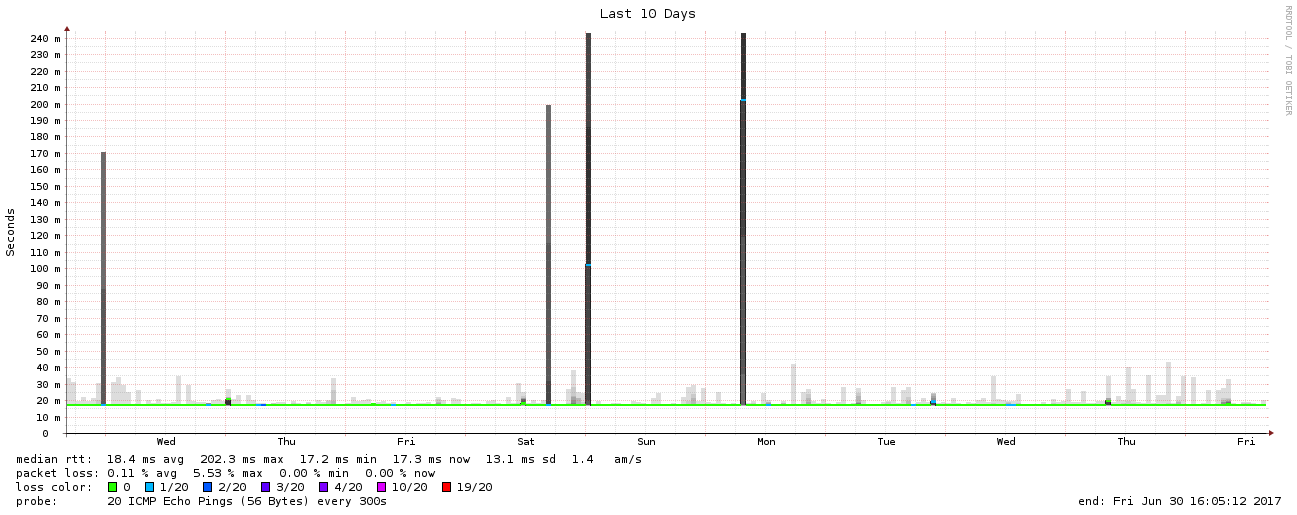 Last 10 Days
RRDTOOL / TOBI OETIKER
Seconds
240 m
230 m
220 m
210 m
200 m
190 m
180 m
170 m
160 m
150 m
140 m
130 m
120 m
110 m
100 m
90 m
80 m
70 m
60 m
50 m
40 m
30 m
20 m
10 m
0
Wed Thu Fri Sat Sun Mon Tue Wed Thu Fri
median rtt: 18.4 ms avg 202.3 ms max 17.2 ms min 17.3 ms now 13.1 ms sd 1.4 am/s
packet loss: 0.11 % avg 5.53 % max 0.00 % min 0.00 % now
loss color: 0 1/20 2/20 3/20 4/20 10/20 19/20
probe: 20 ICMP Echo Pings (56 Bytes) every 300s end: Fri Jun 30 16:05:12 2017